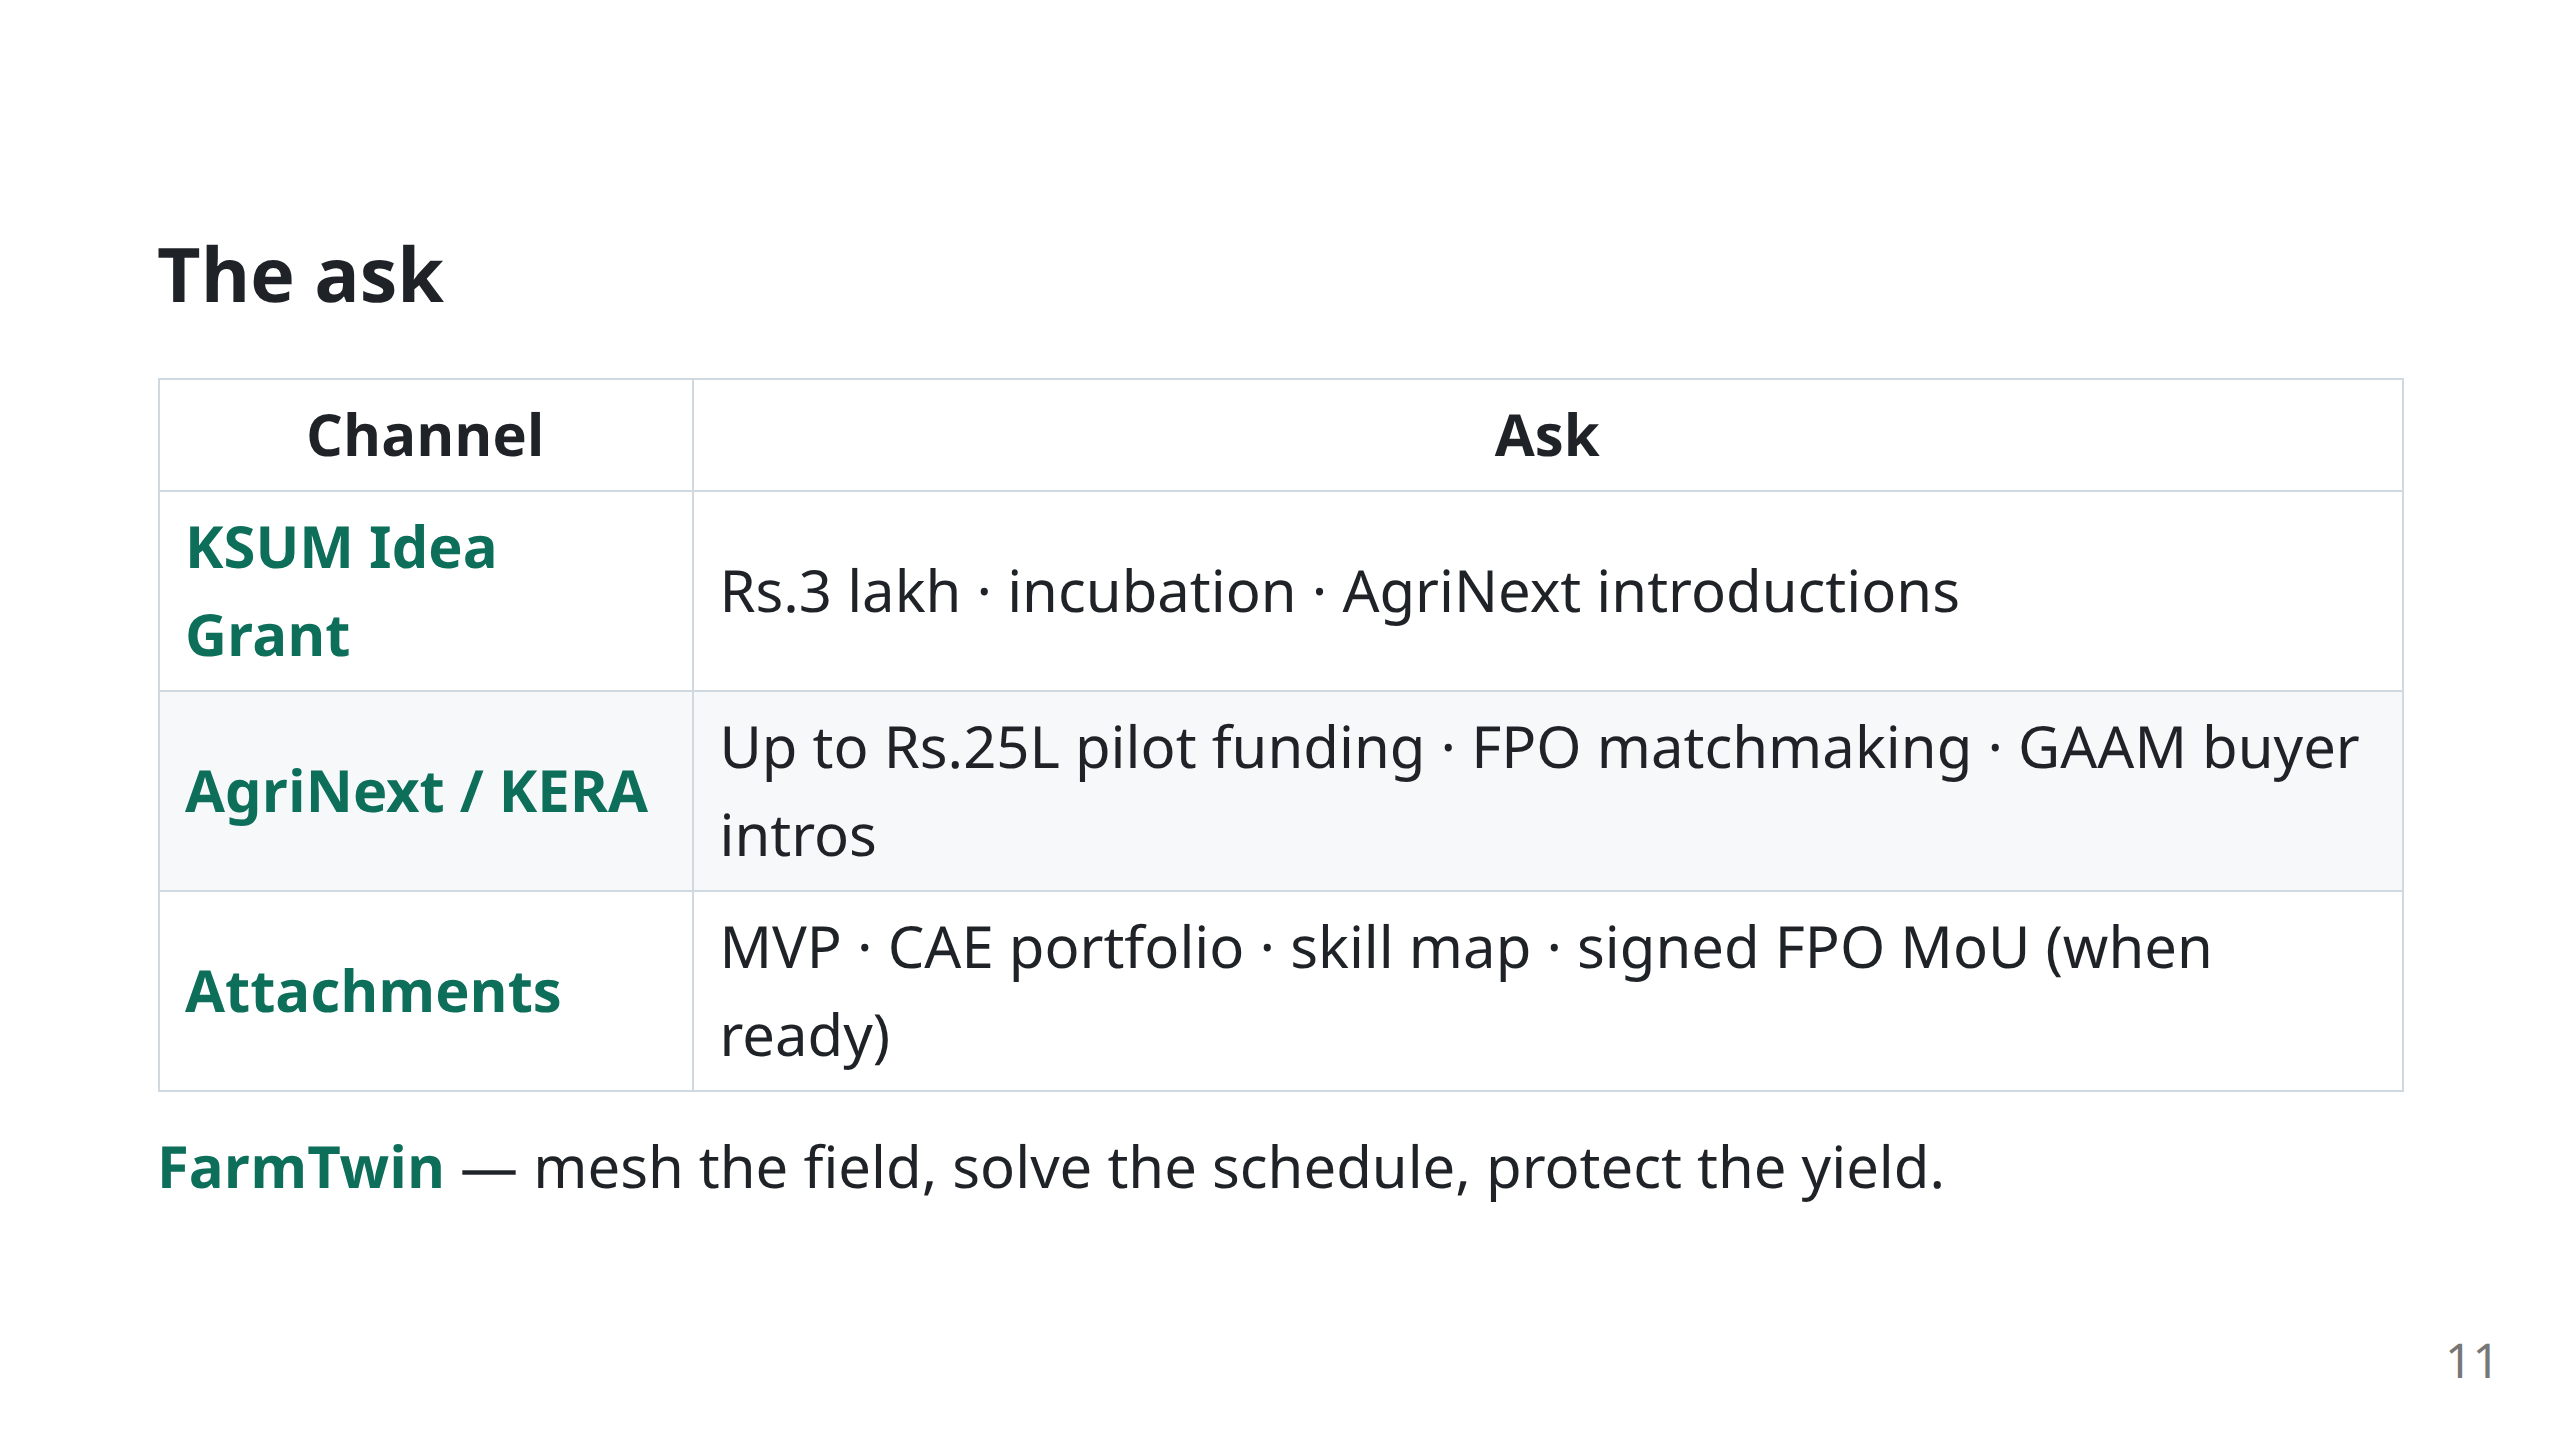 The ask
Channel
Ask
KSUM Idea
Grant
Rs.3 lakh · incubation · AgriNext introductions
AgriNext / KERA
Up to Rs.25L pilot funding · FPO matchmaking · GAAM buyer
intros
Attachments
MVP · CAE portfolio · skill map · signed FPO MoU (when
ready)
FarmTwin — mesh the field, solve the schedule, protect the yield.
11